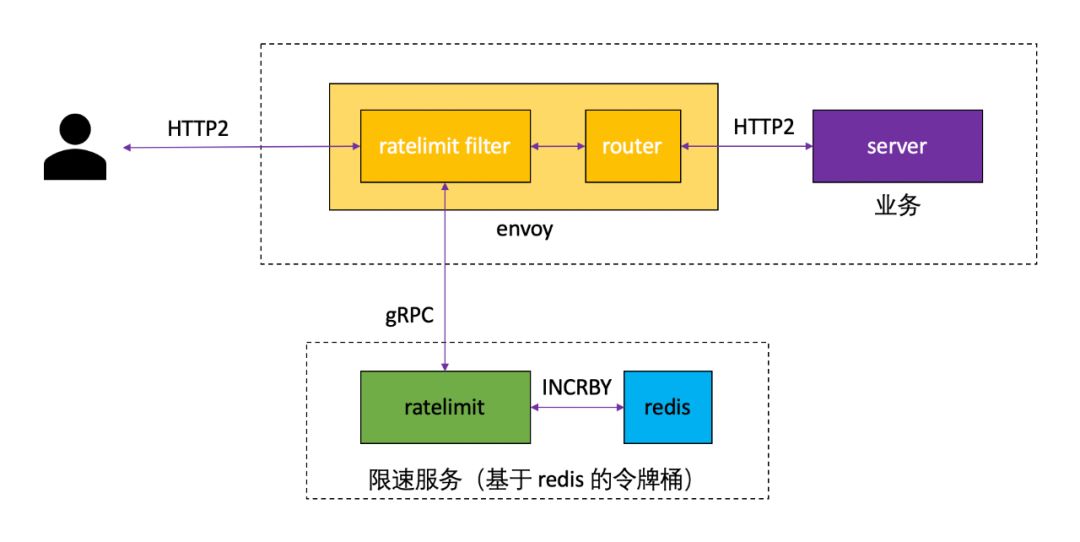 HTTP2
ratelimit filter
router
HTTP2
server
业务
envoy
gRPC
ratelimit
INCRBY
redis
限速服务（基于 redis 的令牌桶）